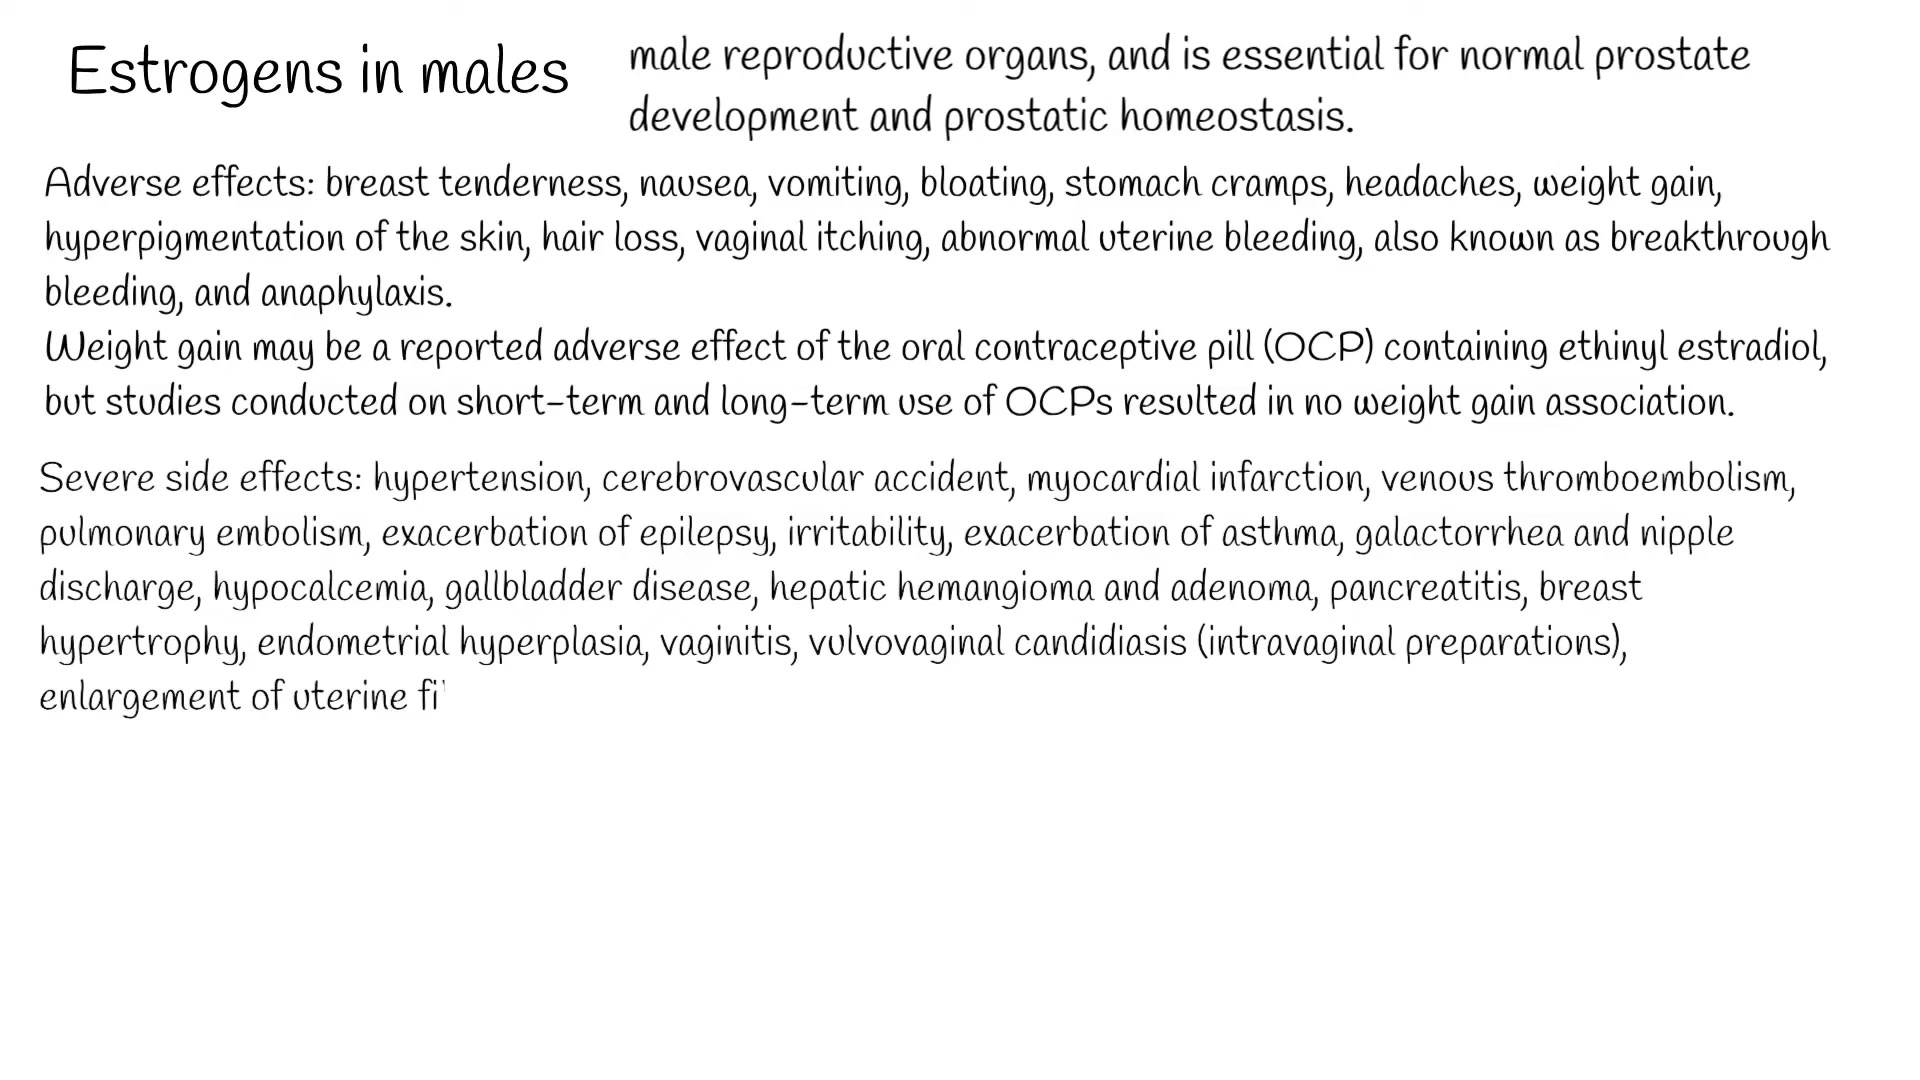 Estrogens in males
male reproductive organs, and is essential for normal prostate
development and prostatic homeostasis.
Adverse effects: breast tenderness, nausea, vomiting, bloating, stomach cramps, headaches, weight gain,
hyperpigmentation of the skin, hair loss, vaginal itching, abnormal uterine bleeding, also known as breakthrough
bleeding, and anaphylaxis.
Weight gain may be a reported adverse effect of the oral contraceptive pill (OCP) containing ethinyl estradiol,
but studies conducted on short-term and long-term use of OCPs resulted in no weight gain association.
Severe side effects: hypertension, cerebrovascular accident, myocardial infarction, venous thromboembolism,
pulmonary embolism, exacerbation of epilepsy, irritability, exacerbation of asthma, galactorrhea and nipple
discharge, hypocalcemia, gallbladder disease, hepatic hemangioma and adenoma, pancreatitis, breast
hypertrophy, endometrial hyperplasia, vaginitis, vulvovaginal candidiasis (intravaginal preparations),
enlargement of uterine fi